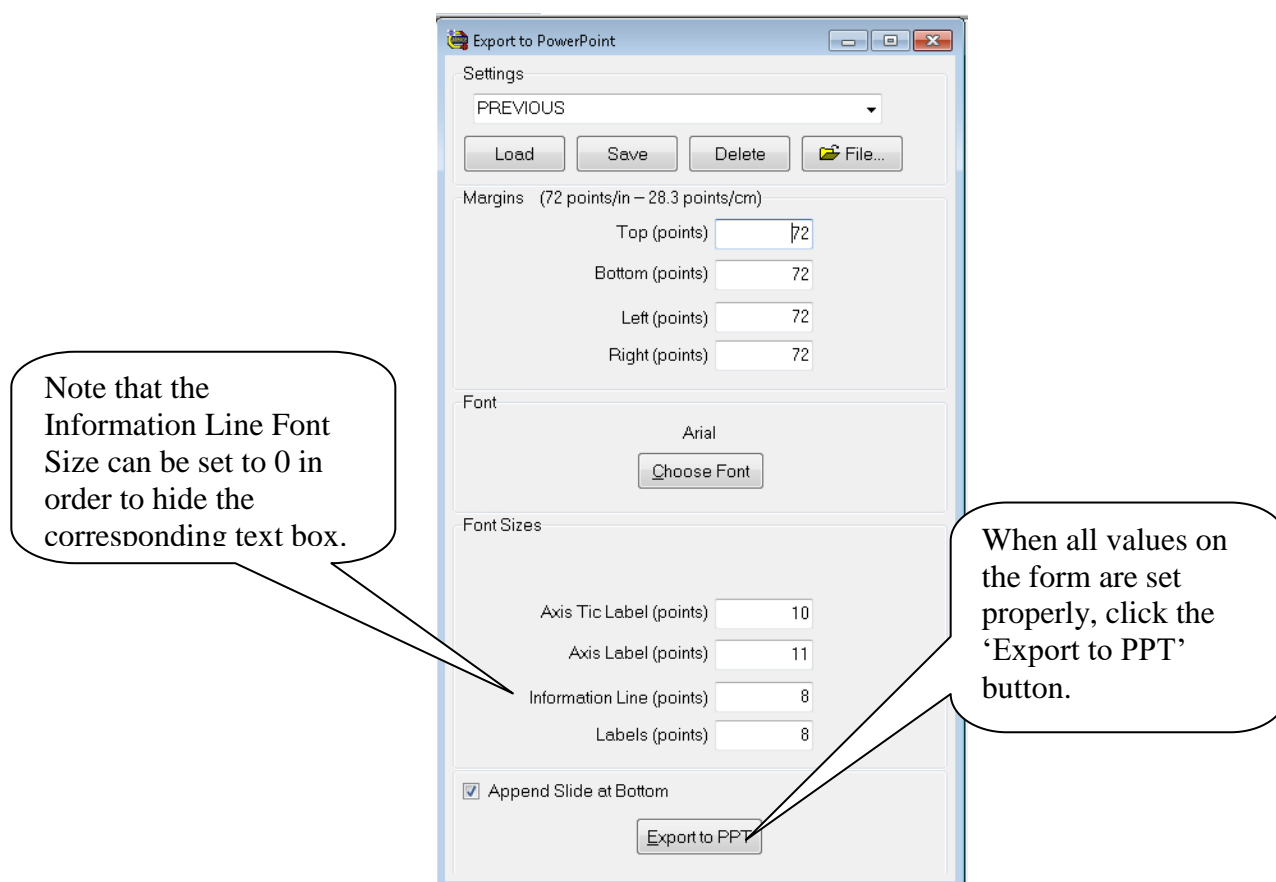 Export to PowerPoint
Settings
PREVIOUS
Load Save Delete File...
Margins (72 points/in – 28.3 points/cm)
Top (points) 72
Bottom (points) 72
Left (points) 72
Right (points) 72
Font
Arial
Choose Font
Font Sizes
Axis Tic Label (points) 10
Axis Label (points) 11
Information Line (points) 8
Labels (points) 8
Append Slide at Bottom
Export to PPT
Note that the
Information Line Font
Size can be set to 0 in
order to hide the
corresponding text box.
When all values on
the form are set
properly, click the
‘Export to PPT’
button.